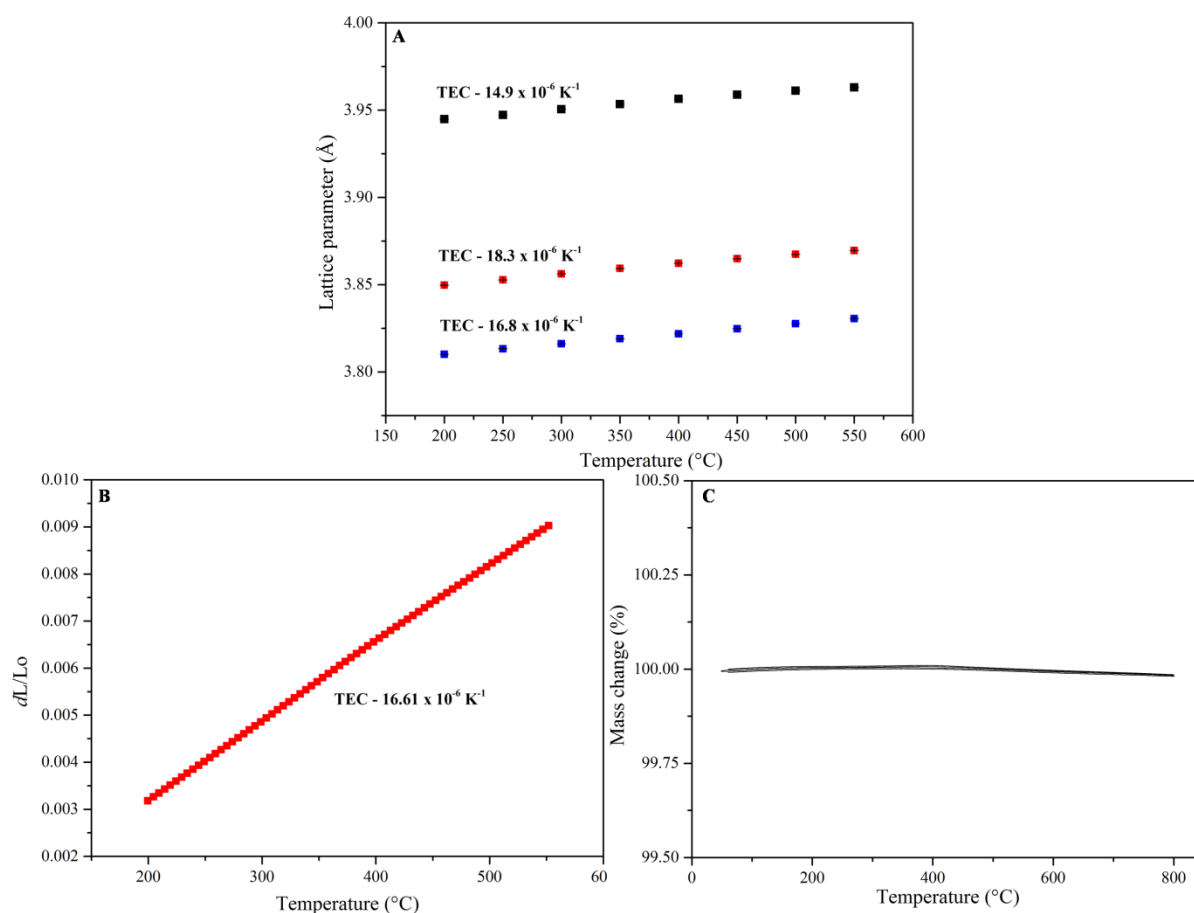 A
4.00
3.95
3.90
3.85
3.80
Lattice parameter (Å)
TEC - 14.9 x 10⁻⁶ K⁻¹
TEC - 18.3 x 10⁻⁶ K⁻¹
TEC - 16.8 x 10⁻⁶ K⁻¹
150 200 250 300 350 400 450 500 550 600
Temperature (°C)
B
0.010
0.009
0.008
0.007
0.006
0.005
0.004
0.003
0.002
dL/Lo
TEC - 16.61 x 10⁻⁶ K⁻¹
200 300 400 500 60
Temperature (°C)
C
100.50
100.25
100.00
99.75
99.50
Mass change (%)
0 200 400 600 800
Temperature (°C)